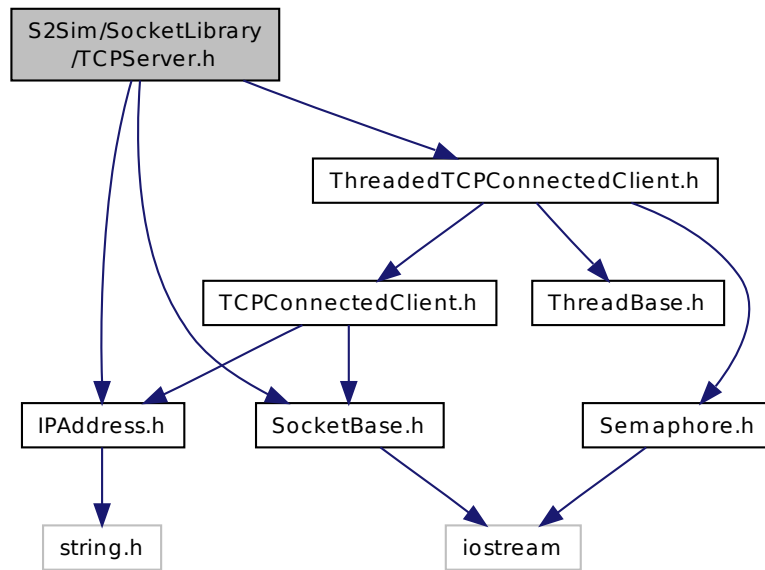 S2Sim/SocketLibrary
/TCPServer.h
ThreadedTCPConnectedClient.h
TCPConnectedClient.h
ThreadBase.h
IPAddress.h
SocketBase.h
Semaphore.h
string.h
iostream